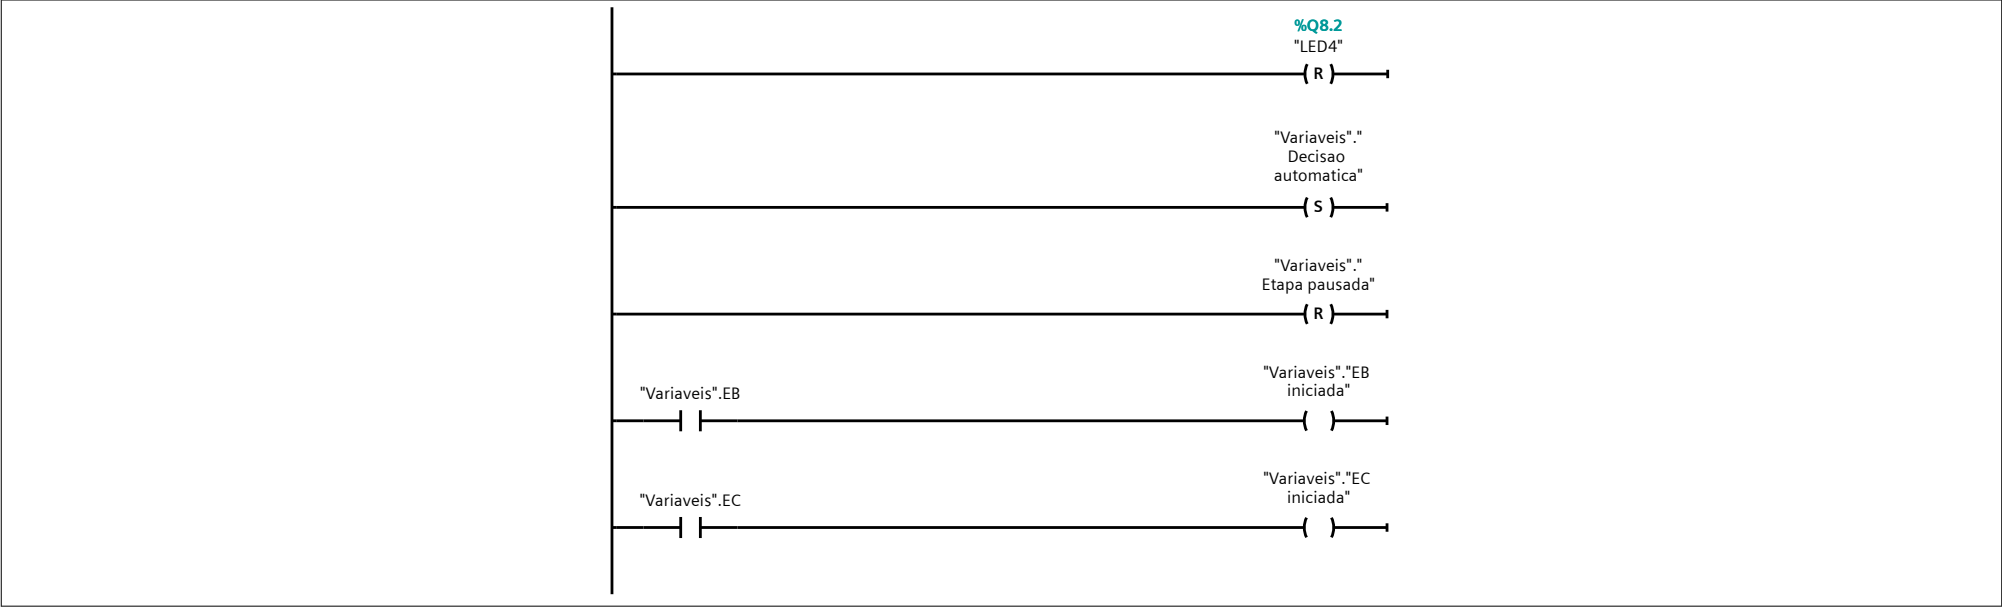 %Q8.2
"LED4"
R
"Variaveis"."
Decisao
automatica"
S
"Variaveis"."
Etapa pausada"
R
"Variaveis".EB
"Variaveis"."EB
iniciada"
"Variaveis".EC
"Variaveis"."EC
iniciada"